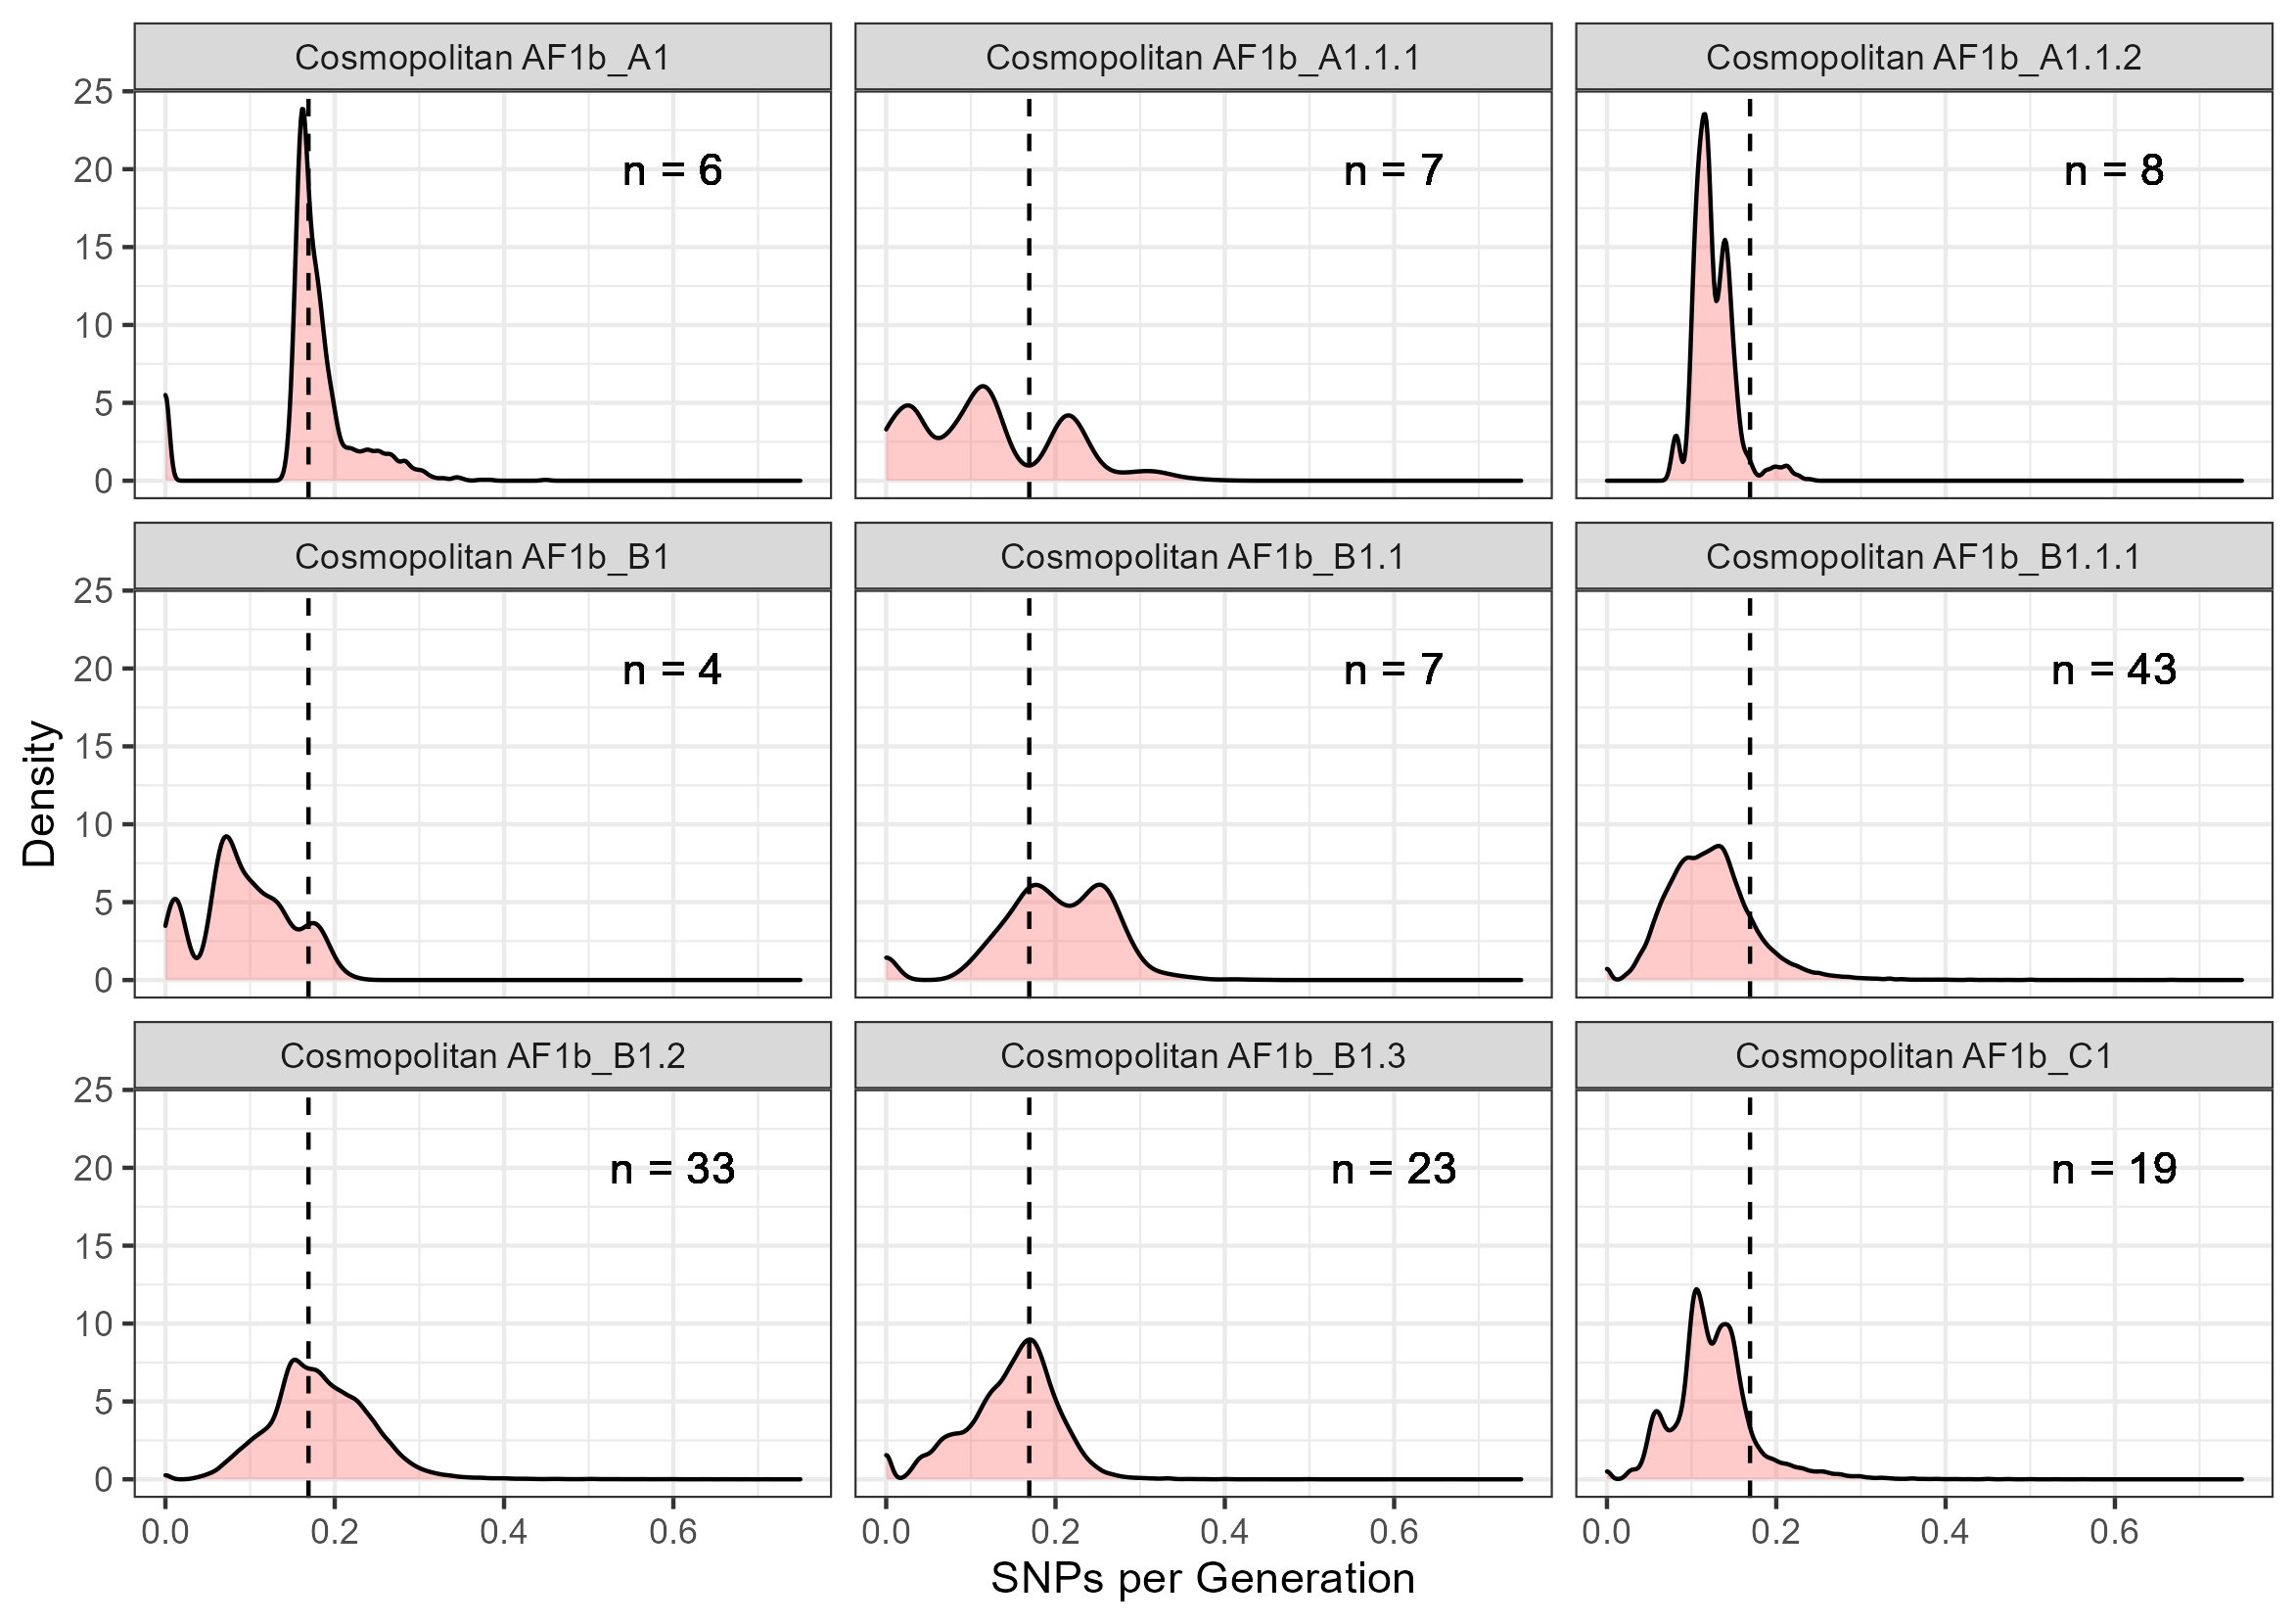 Cosmopolitan AF1b_A1
Cosmopolitan AF1b_A1.1.1
Cosmopolitan AF1b_A1.1.2
25
20
15
10
5
0
n = 6
n = 7
n = 8
Cosmopolitan AF1b_B1
Cosmopolitan AF1b_B1.1
Cosmopolitan AF1b_B1.1.1
25
20
15
10
5
0
n = 4
n = 7
n = 43
Density
Cosmopolitan AF1b_B1.2
Cosmopolitan AF1b_B1.3
Cosmopolitan AF1b_C1
25
20
15
10
5
0
n = 33
n = 23
n = 19
0.0 0.2 0.4 0.6
0.0 0.2 0.4 0.6
0.0 0.2 0.4 0.6
SNPs per Generation